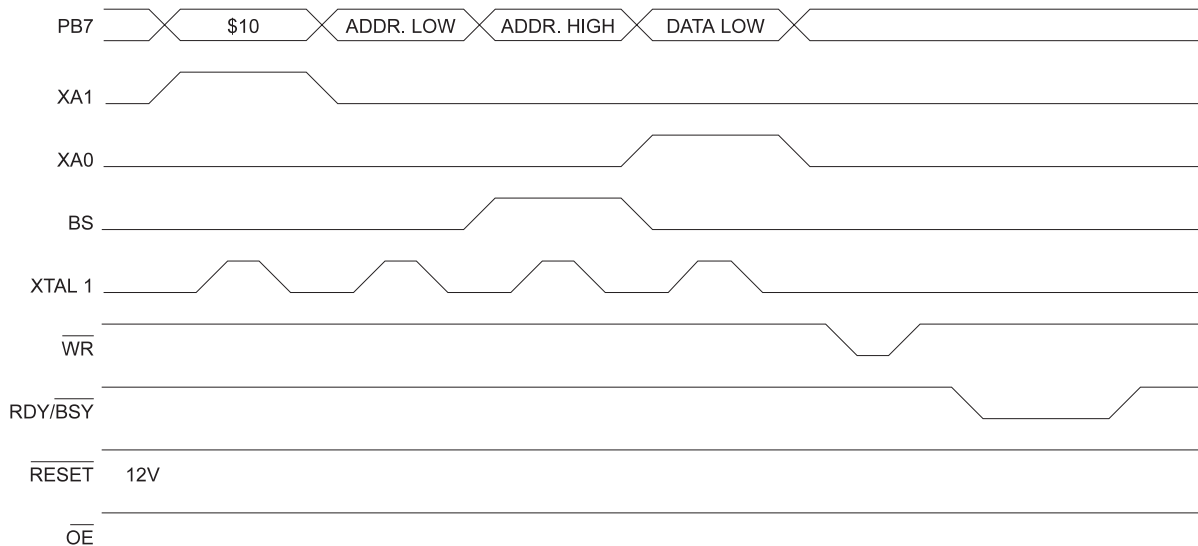 PB7 $10 ADDR. LOW ADDR. HIGH DATA LOW
XA1
XA0
BS
XTAL 1
WR
RDY/BSY
RESET 12V
OE